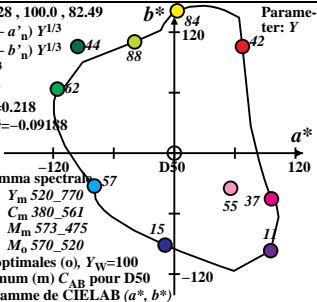 28 , 100.0 , 82.49
a'n) Y1/3
b'n) Y1/3
=0.218
=−0.09188
b*
Parame-
ter: Y
120
84
44
88
42
62
a*
−120
D50
120
57
55
37
15
11
−120
mma spectrale
Ym 520_770
Cm 380_561
Mm 573_475
Mo 570_520
optimales (o), YW=100
mum (m) CAB pour D50
amme de CIELAB (a*, b*)